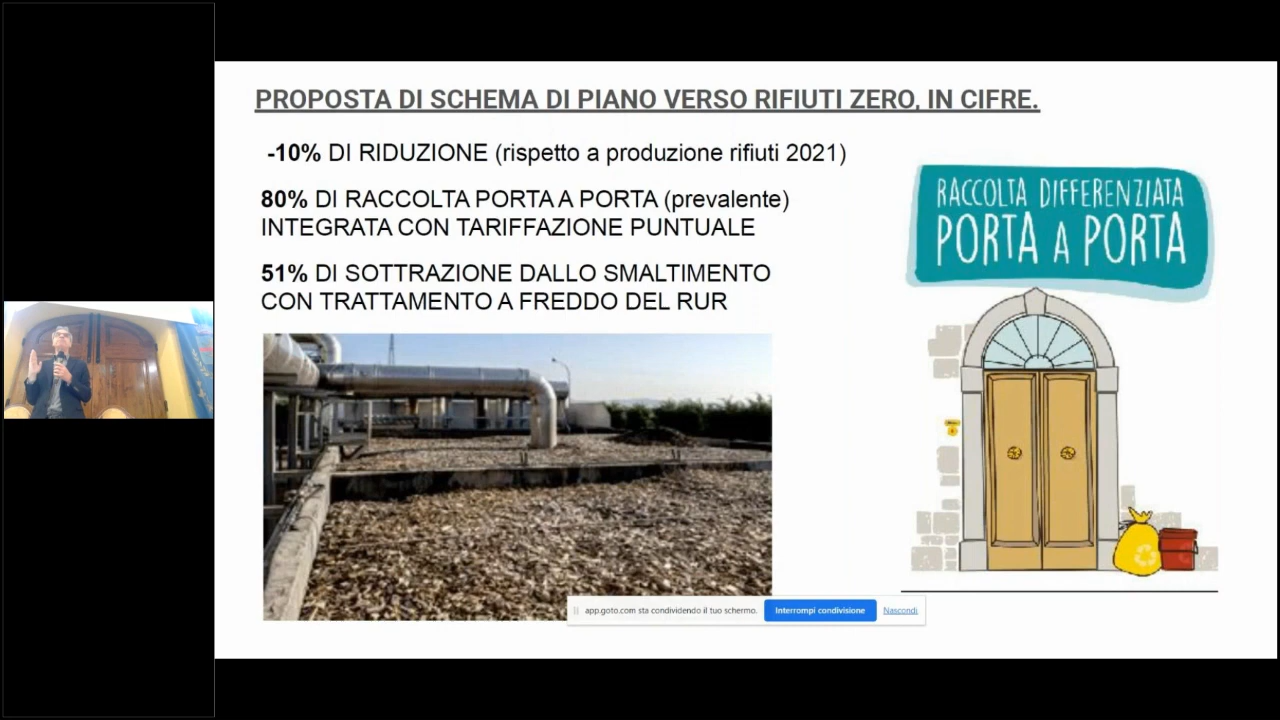 PROPOSTA DI SCHEMA DI PIANO VERSO RIFIUTI ZERO, IN CIFRE.
-10% DI RIDUZIONE (rispetto a produzione rifiuti 2021)
80% DI RACCOLTA PORTA A PORTA (prevalente)
INTEGRATA CON TARIFFAZIONE PUNTUALE
51% DI SOTTRAZIONE DALLO SMALTIMENTO
CON TRATTAMENTO A FREDDO DEL RUR
RACCOLTA DIFFERENZIATA
PORTA A PORTA
app.goto.com sta condividendo il tuo schermo.
Interrompi condivisione
Nascondi